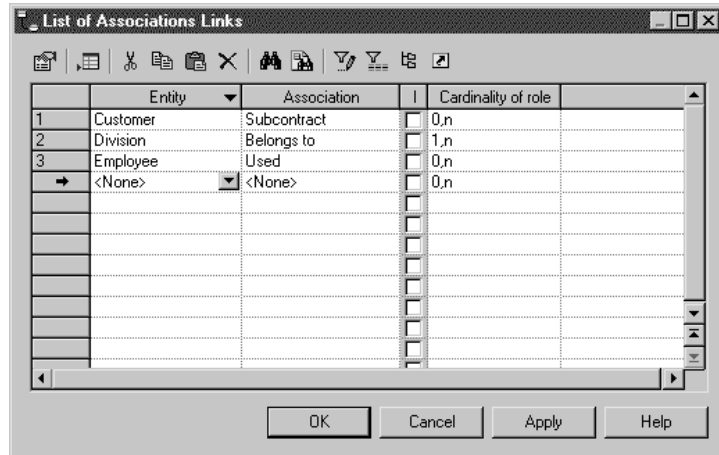 List of Associations Links
Entity Association I Cardinality of role
1 Customer Subcontract 0,n
2 Division Belongs to 1,n
3 Employee Used 0,n
<None> <None> 0,n
OK Cancel Apply Help